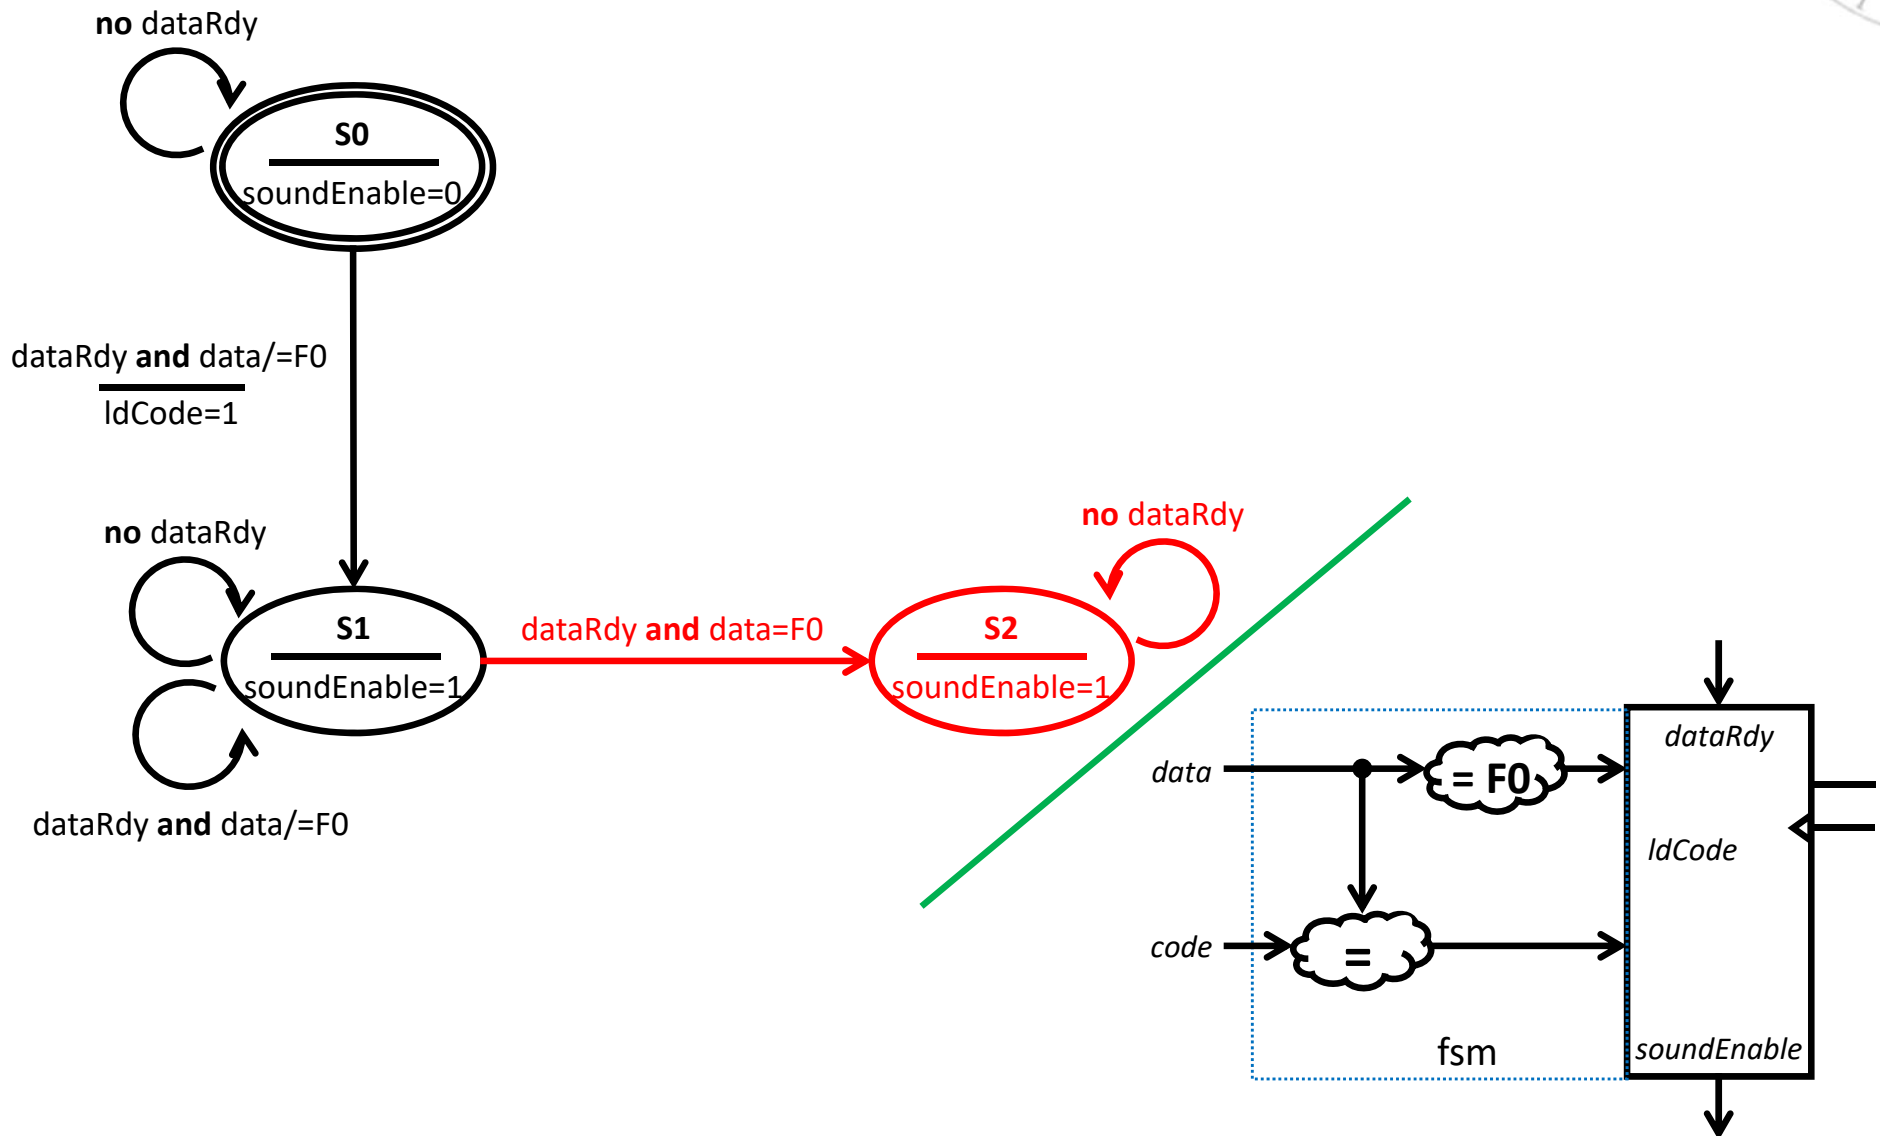 no dataRdy
S0
soundEnable=0
dataRdy and data/=F0
ldCode=1
no dataRdy
no dataRdy
S1
soundEnable=1
dataRdy and data=F0
S2
soundEnable=1
dataRdy and data/=F0
dataRdy
data
= F0
ldCode
code
=
fsm
soundEnable